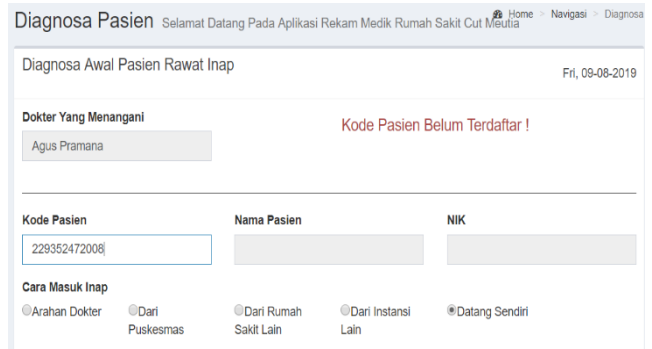 Diagnosa Pasien Selamat Datang Pada Aplikasi Rekam Medik Rumah Sakit Cut Meutia
Home > Navigasi > Diagnosa
Diagnosa Awal Pasien Rawat Inap
Fri, 09-08-2019
Dokter Yang Menangani
Kode Pasien Belum Terdaftar !
Agus Pramana
Kode Pasien Nama Pasien NIK
229352472008
Cara Masuk Inap
Arahan Dokter Dari Dari Rumah Dari Instansi Datang Sendiri
Puskesmas Sakit Lain Lain